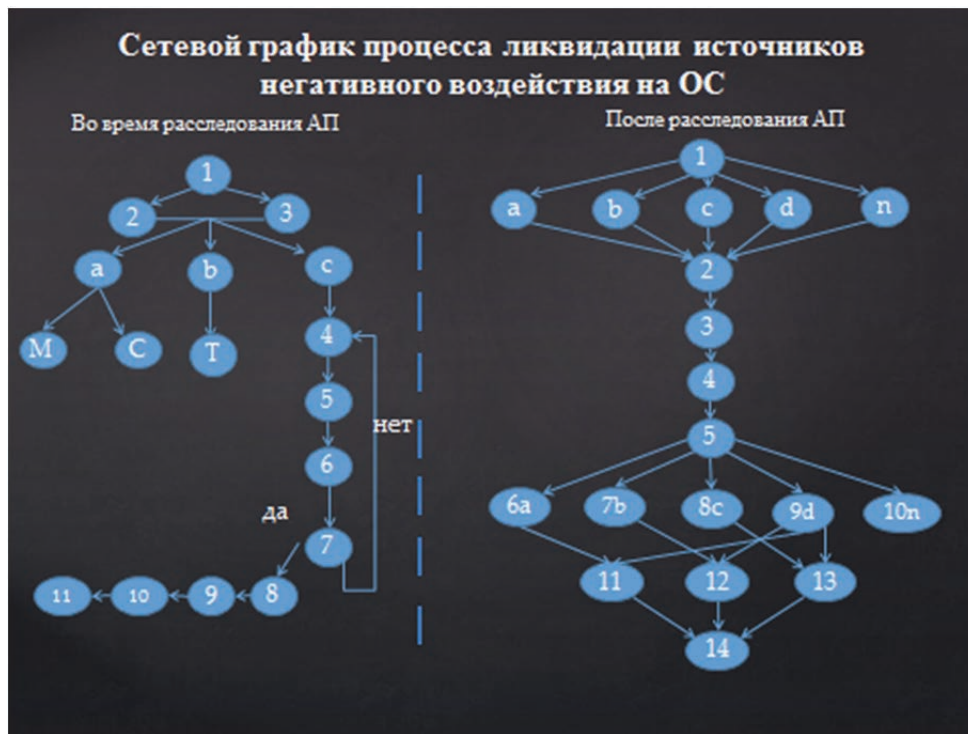 Сетевой график процесса ликвидации источников
негативного воздействия на ОС
Во время расследования АП
1
2 3
a b c
М С Т
4
5
нет
6
да
7
11 10 9 8
После расследования АП
1
a b c d n
2
3
4
5
6a 7b 8c 9d 10n
11 12 13
14